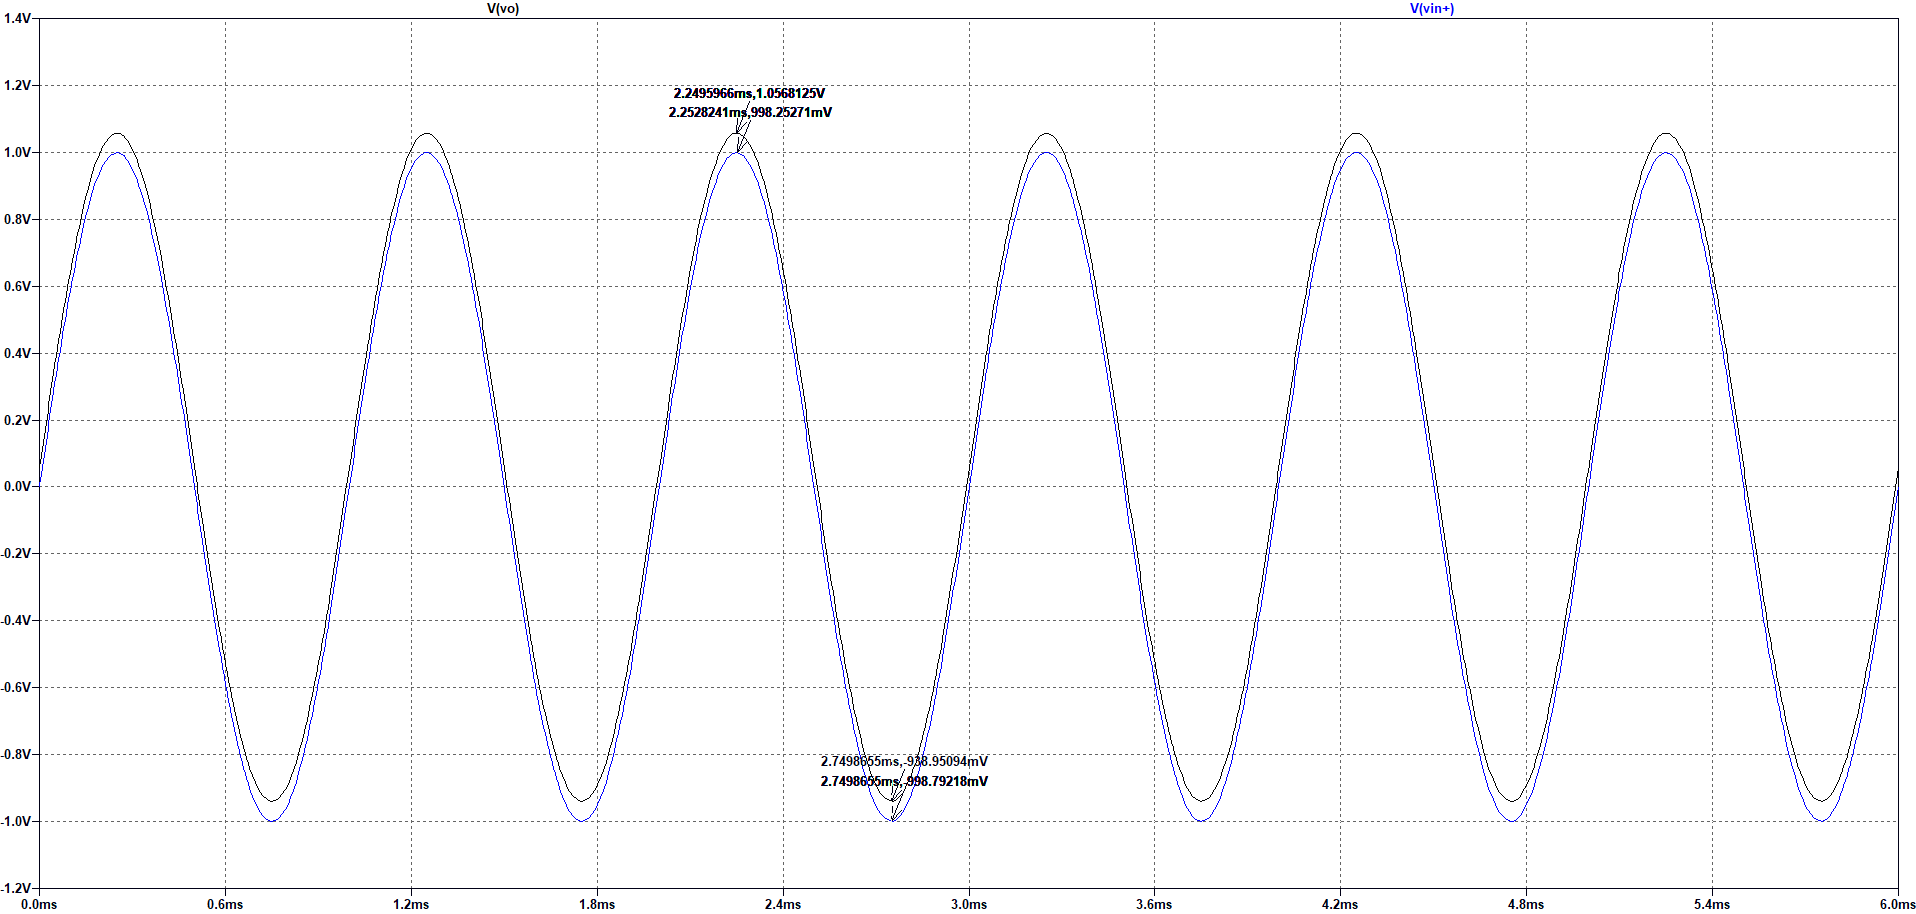 V(vo) V(vin+)
1.4V
1.2V
2.2495966ms,1.0568125V
2.2528241ms,998.25271mV
1.0V
0.8V
0.6V
0.4V
0.2V
0.0V
-0.2V
-0.4V
-0.6V
-0.8V
2.7498655ms,-938.95094mV
2.7498655ms,-998.79218mV
-1.0V
-1.2V
0.0ms 0.6ms 1.2ms 1.8ms 2.4ms 3.0ms 3.6ms 4.2ms 4.8ms 5.4ms 6.0ms